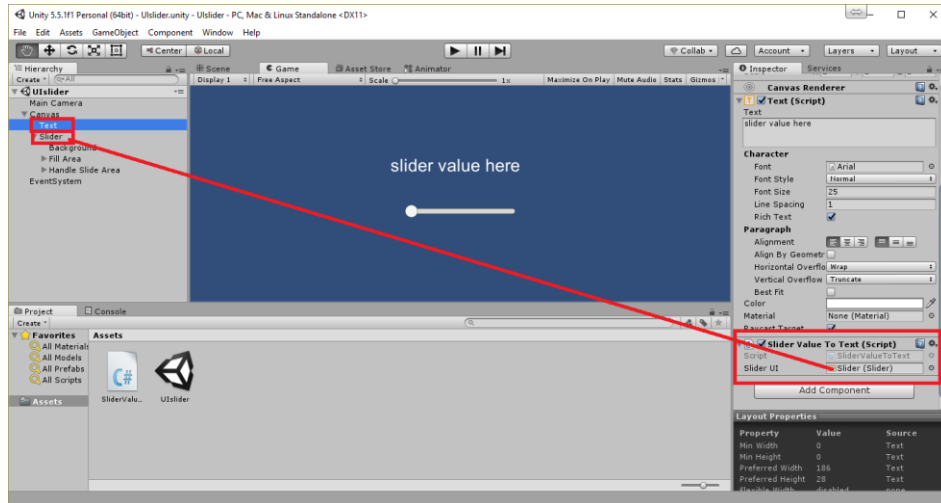 Unity 5.5.1f1 Personal (64bit) - UIslider.unity - UIslider - PC, Mac & Linux Standalone <DX11>
File Edit Assets GameObject Component Window Help
Center Local Collab Account Layers Layout
Hierarchy
Create All
UIslider
Main Camera
Canvas
Text
Slider
Background
Fill Area
Handle Slide Area
EventSystem
Scene Game Asset Store Animator
Display 1 Free Aspect Scale 1x Maximize On Play Mute Audio Stats Gizmos
slider value here
Project Console
Create
Favorites
All Materials
All Models
All Prefabs
All Scripts
Assets
Assets
C#
SliderValu... UIslider
Inspector Services
Canvas Renderer
Text (Script)
Text
slider value here
Character
Font Arial
Font Style Normal
Font Size 25
Line Spacing 1
Rich Text
Paragraph
Alignment
Align By Geometr
Horizontal Overflo Wrap
Vertical Overflow Truncate
Best Fit
Color
Material None (Material)
Raycast Target
Slider Value To Text (Script)
Script SliderValueToText
Slider UI Slider (Slider)
Add Component
Layout Properties
Property Value Source
Min Width 0 Text
Min Height 0 Text
Preferred Width 186 Text
Preferred Height 28 Text
Flexible Width disabled none